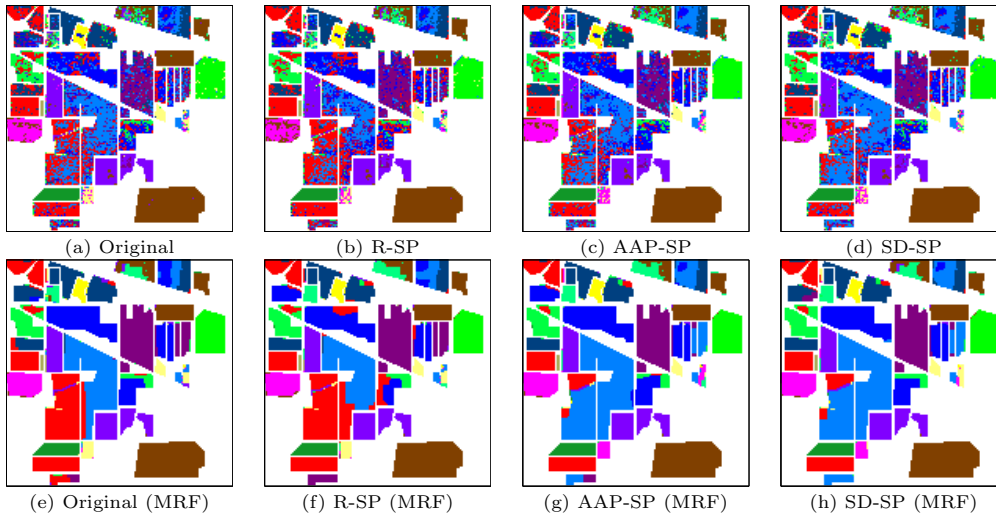 (a) Original (b) R-SP (c) AAP-SP (d) SD-SP
(e) Original (MRF) (f) R-SP (MRF) (g) AAP-SP (MRF) (h) SD-SP (MRF)